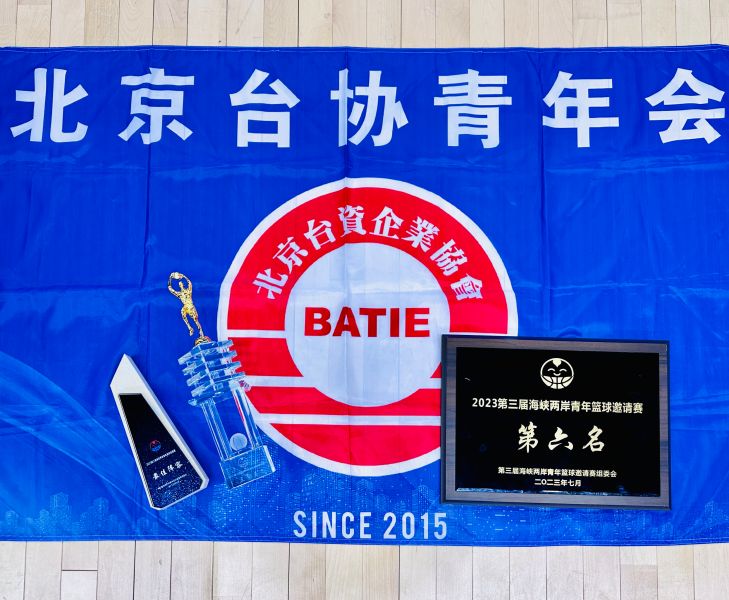 北京台协青年会
北京台資企業協會
BATIE
2023第三届海峡两岸青年篮球邀请赛
第六名
第三届海峡两岸青年篮球邀请赛组委会
二〇二三年七月
最佳阵容
SINCE 2015